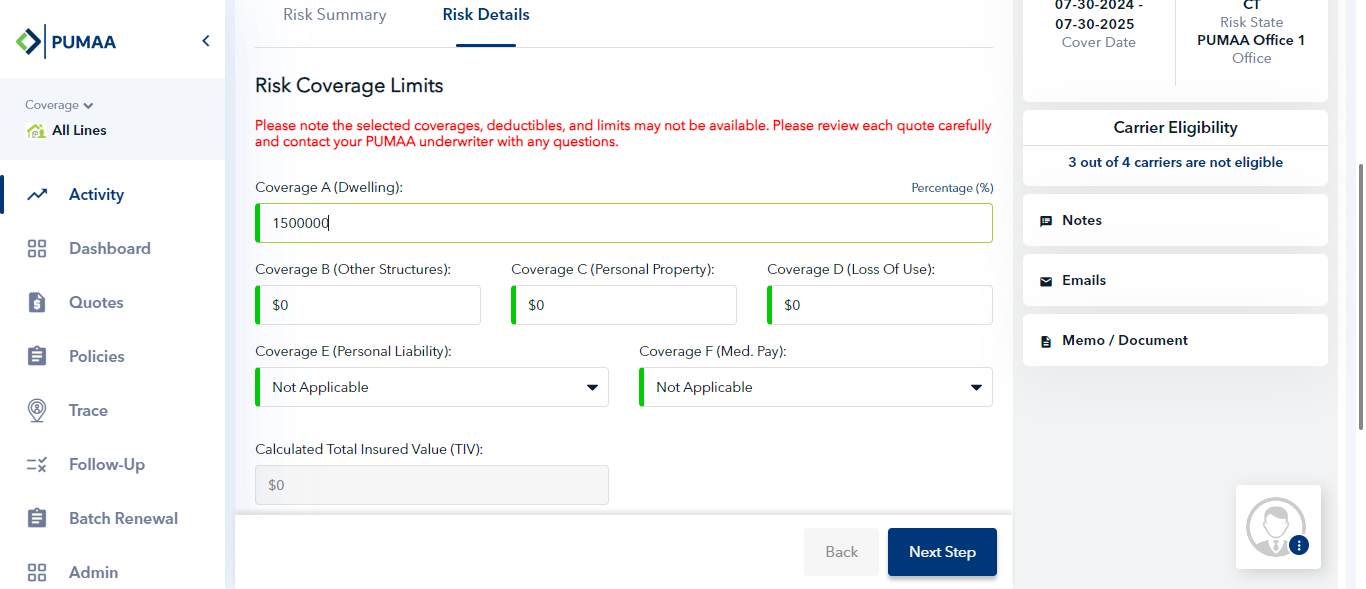 PUMAA
Coverage
All Lines
Activity
Dashboard
Quotes
Policies
Trace
Follow-Up
Batch Renewal
Admin
Risk Summary
Risk Details
Risk Coverage Limits
Please note the selected coverages, deductibles, and limits may not be available. Please review each quote carefully
and contact your PUMAA underwriter with any questions.
Coverage A (Dwelling):
Percentage (%)
1500000
Coverage B (Other Structures):
Coverage C (Personal Property):
Coverage D (Loss Of Use):
$0
$0
$0
Coverage E (Personal Liability):
Coverage F (Med. Pay):
Not Applicable
Not Applicable
Calculated Total Insured Value (TIV):
$0
Back
Next Step
07-30-2024 -
07-30-2025
Cover Date
CT
Risk State
PUMAA Office 1
Office
Carrier Eligibility
3 out of 4 carriers are not eligible
Notes
Emails
Memo / Document